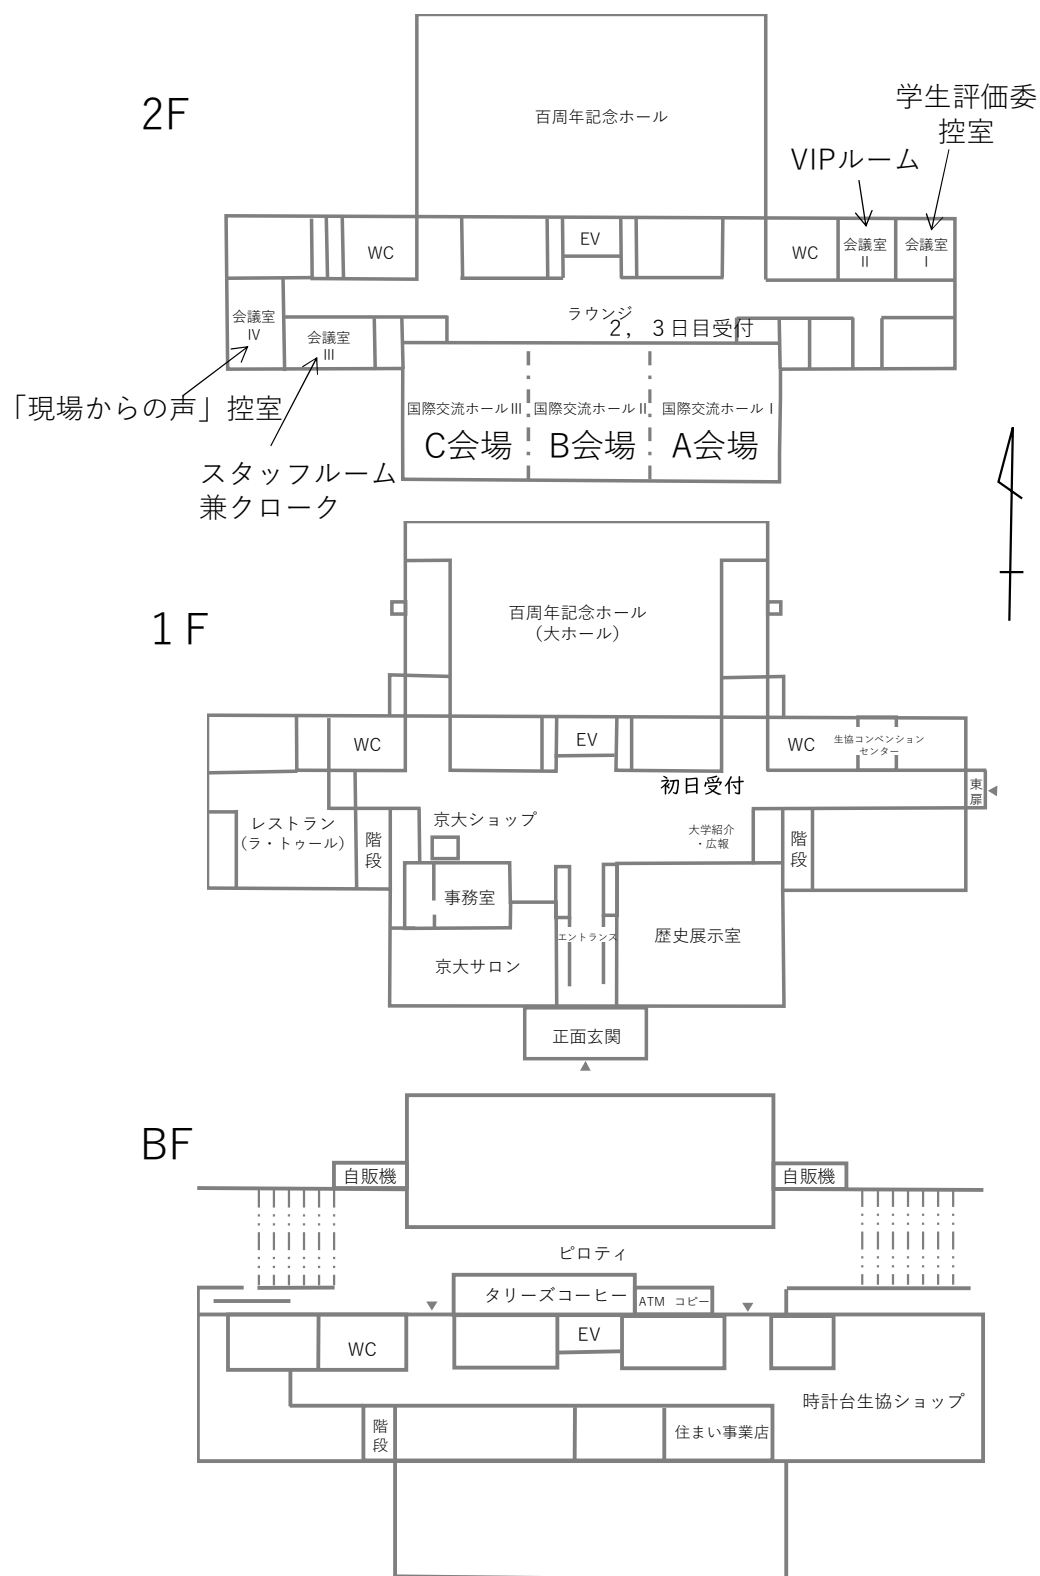 2F
百周年記念ホール
学生評価委
控室
VIPルーム
WC
EV
WC
会議室
II
会議室
I
会議室
IV
会議室
III
ラウンジ
２，３日目受付
「現場からの声」控室
スタッフルーム
兼クローク
国際交流ホールⅢ
国際交流ホールⅡ
国際交流ホールⅠ
C会場
B会場
A会場
１F
百周年記念ホール
（大ホール）
WC
EV
WC
生協コンベンション
センター
初日受付
東
扉
レストラン
（ラ・トゥール）
階
段
京大ショップ
大学紹介
・広報
階
段
事務室
エントランス
歴史展示室
京大サロン
正面玄関
BF
自販機
自販機
ピロティ
タリーズコーヒー
ATM コピー
WC
EV
時計台生協ショップ
階
段
住まい事業店